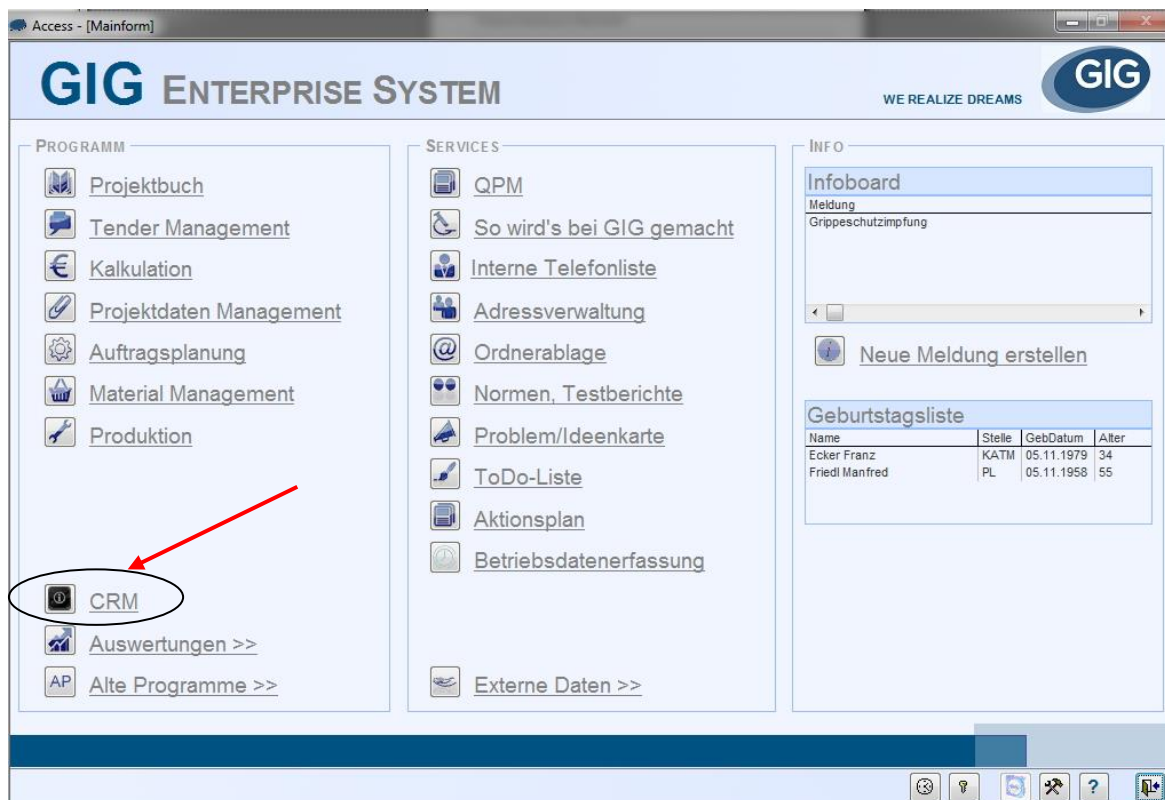 Access - [Mainform]
GIG ENTERPRISE SYSTEM
WE REALIZE DREAMS
GIG
PROGRAMM
Projektbuch
Tender Management
€
Kalkulation
Projektdaten Management
Auftragsplanung
Material Management
Produktion
CRM
Auswertungen >>
AP
Alte Programme >>
SERVICES
QPM
So wird's bei GIG gemacht
Interne Telefonliste
Adressverwaltung
@
Ordnerablage
Normen, Testberichte
Problem/Ideenkarte
ToDo-Liste
Aktionsplan
Betriebsdatenerfassung
Externe Daten >>
INFO
Infoboard
Meldung
Grippeschutzimpfung
i
Neue Meldung erstellen
Geburtstagsliste
Name Stelle GebDatum Alter
Ecker Franz KATM 05.11.1979 34
Friedl Manfred PL 05.11.1958 55
?